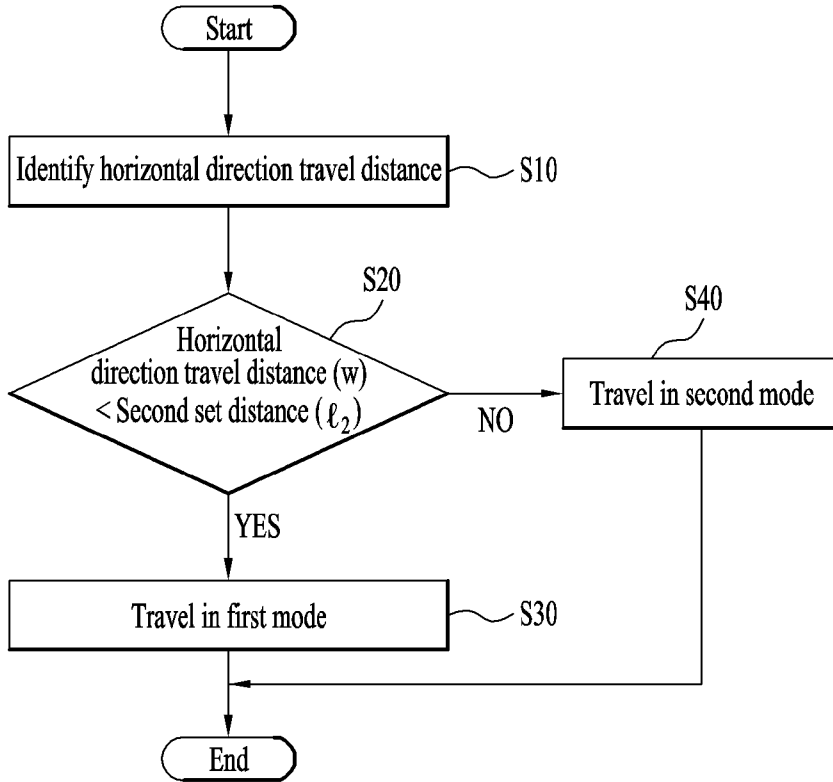 Start
Identify horizontal direction travel distance
S10
S20
Horizontal
direction travel distance (w)
< Second set distance (ℓ₂)
NO
S40
Travel in second mode
YES
Travel in first mode
S30
End